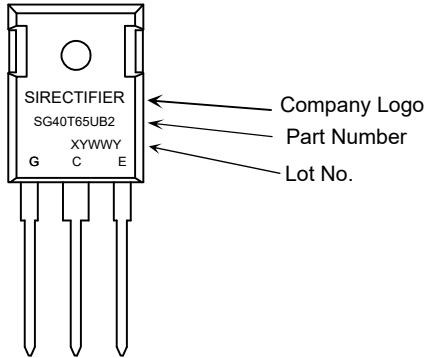 SIRECTIFIER
SG40T65UB2
XYWWY
G C E
Company Logo
Part Number
Lot No.